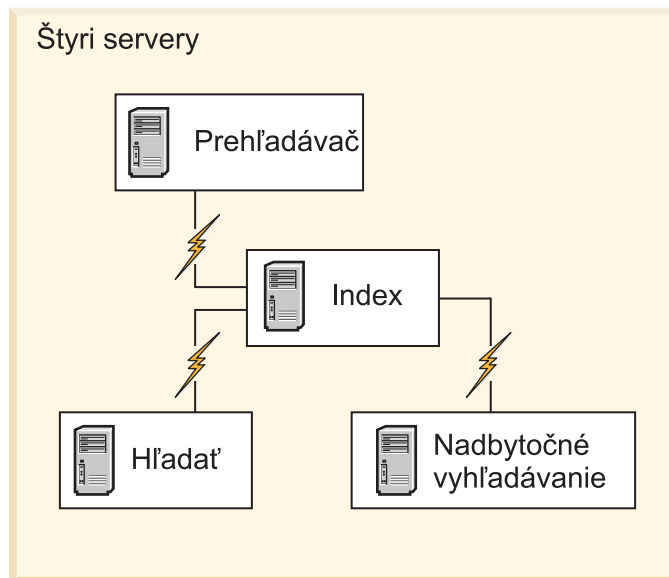 Štyri servery
Prehľadávač
Index
Hľadať
Nadbytočné
vyhľadávanie